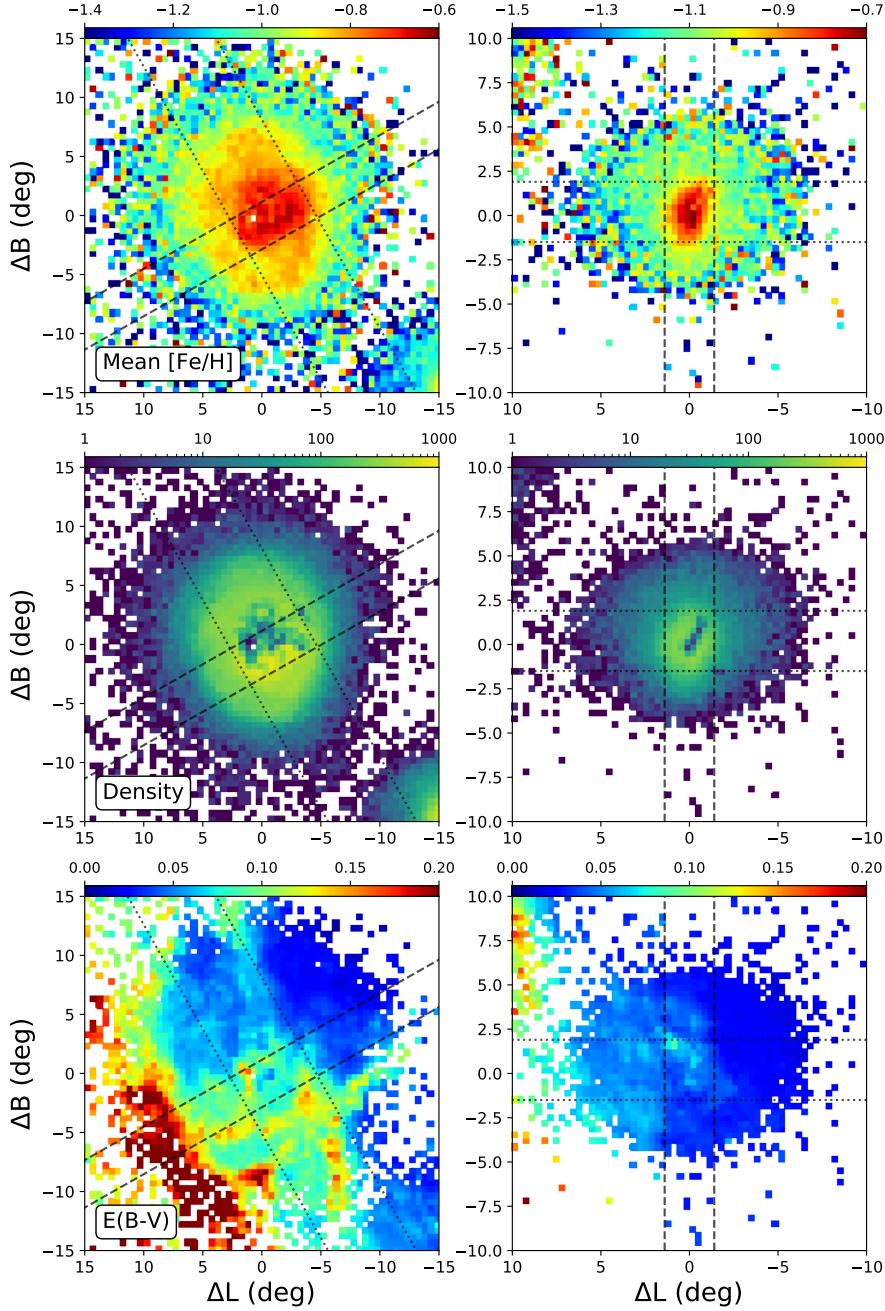 −1.4 −1.2 −1.0 −0.8 −0.6
−1.5 −1.3 −1.1 −0.9 −0.7
15
10
5
0
−5
−10
−15
ΔB (deg)
Mean [Fe/H]
15 10 5 0 −5 −10 −15
10.0
7.5
5.0
2.5
0.0
−2.5
−5.0
−7.5
−10.0
10 5 0 −5 −10
1 10 100 1000
1 10 100 1000
15
10
5
0
−5
−10
−15
ΔB (deg)
Density
15 10 5 0 −5 −10 −15
10.0
7.5
5.0
2.5
0.0
−2.5
−5.0
−7.5
−10.0
10 5 0 −5 −10
0.00 0.05 0.10 0.15 0.20
0.00 0.05 0.10 0.15 0.20
15
10
5
0
−5
−10
−15
ΔB (deg)
E(B-V)
15 10 5 0 −5 −10 −15
ΔL (deg)
10.0
7.5
5.0
2.5
0.0
−2.5
−5.0
−7.5
−10.0
10 5 0 −5 −10
ΔL (deg)